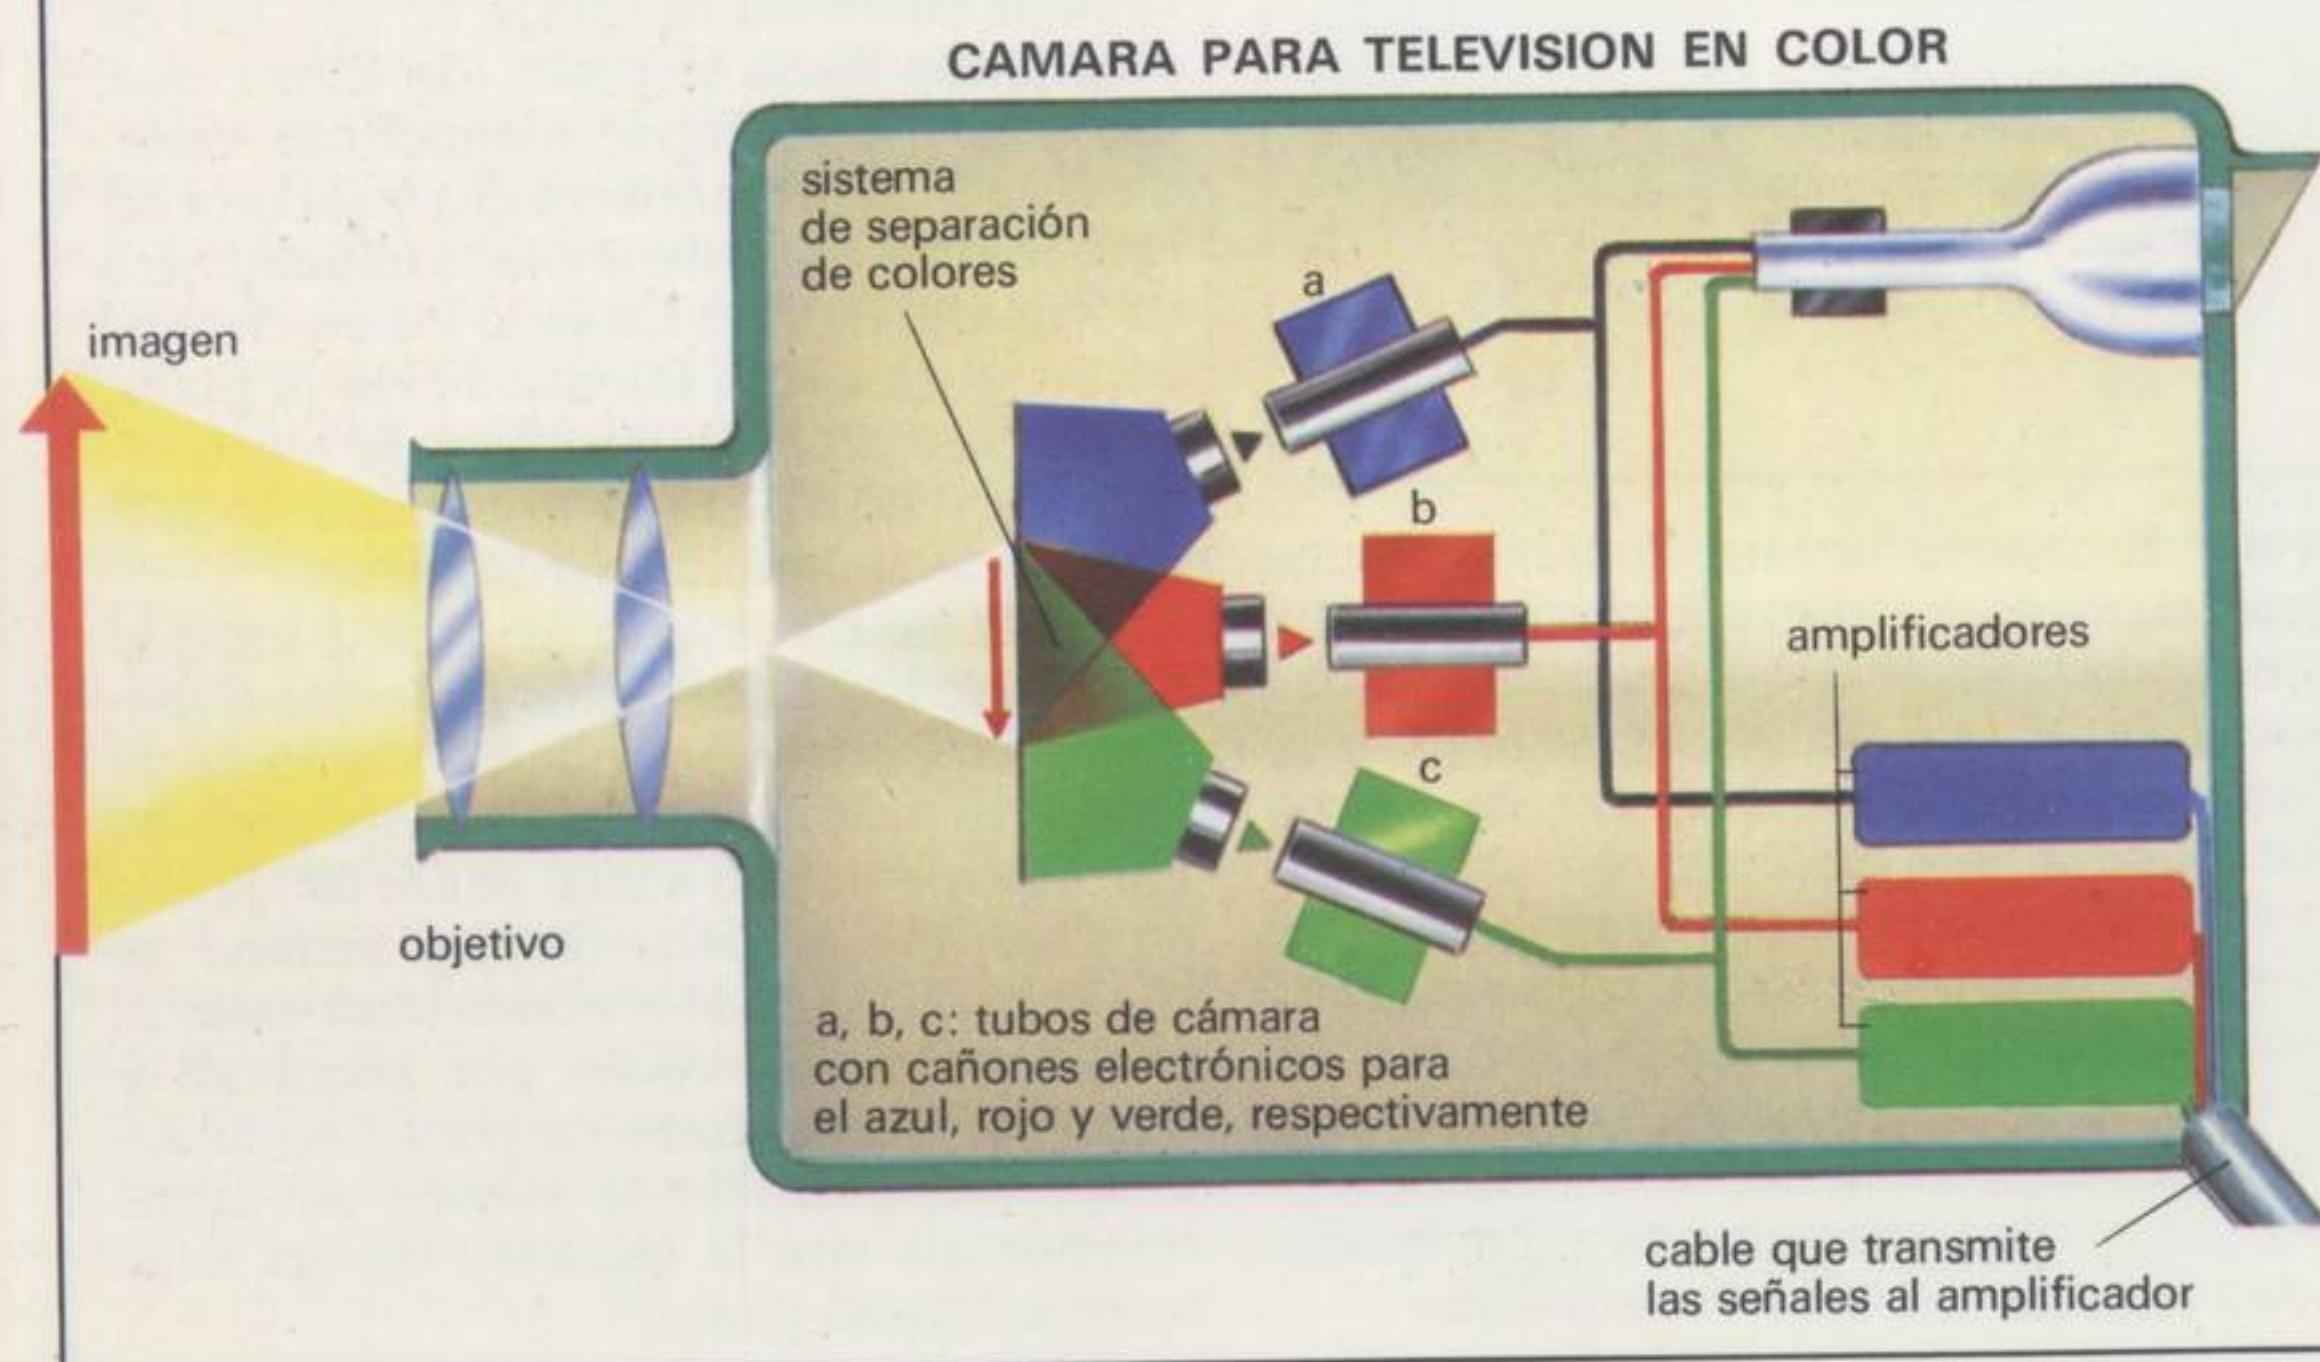 CAMARA PARA TELEVISION EN COLOR
sistema
de separación
de colores
imagen
a
b
amplificadores
c
objetivo
a, b, c: tubos de cámara
con cañones electrónicos para
el azul, rojo y verde, respectivamente
cable que transmite
las señales al amplificador